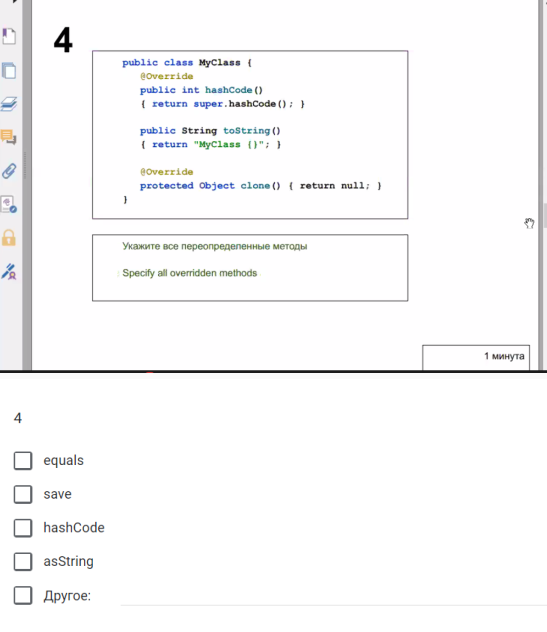 4
public class MyClass {
@Override
public int hashCode()
{ return super.hashCode(); }
public String toString()
{ return "MyClass {}"; }
@Override
protected Object clone() { return null; }
}
Укажите все переопределенные методы
Specify all overridden methods
1 минута
4
equals
save
hashCode
asString
Другое: